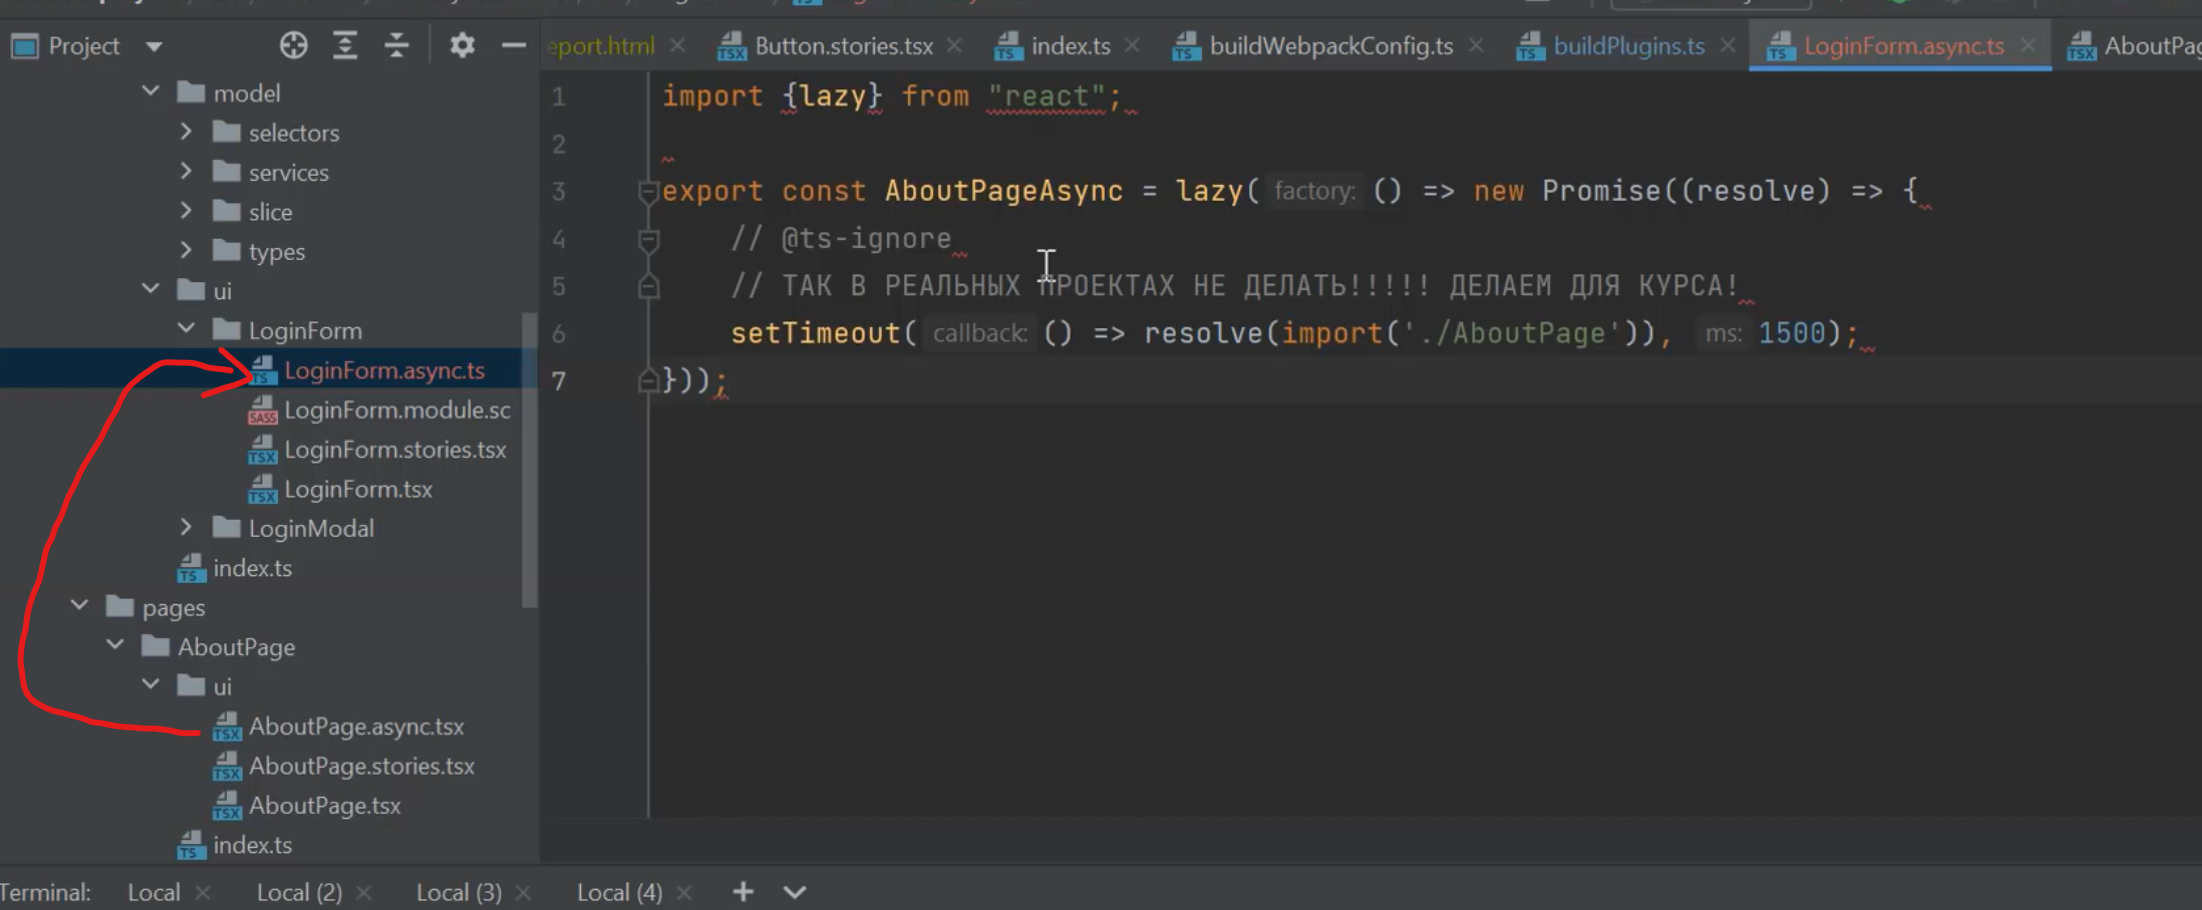 Project
eport.html
Button.stories.tsx
index.ts
buildWebpackConfig.ts
buildPlugins.ts
LoginForm.async.ts
AboutPag
model
selectors
services
slice
types
ui
LoginForm
LoginForm.async.ts
LoginForm.module.sc
LoginForm.stories.tsx
LoginForm.tsx
LoginModal
index.ts
pages
AboutPage
ui
AboutPage.async.tsx
AboutPage.stories.tsx
AboutPage.tsx
index.ts
1 import {lazy} from "react";
2
3 export const AboutPageAsync = lazy( factory: () => new Promise((resolve) => {
4 // @ts-ignore
5 // ТАК В РЕАЛЬНЫХ ПРОЕКТАХ НЕ ДЕЛАТЬ!!!!! ДЕЛАЕМ ДЛЯ КУРСА!
6 setTimeout( callback: () => resolve(import('./AboutPage')), ms: 1500);
7 }));
Terminal: Local Local (2) Local (3) Local (4)